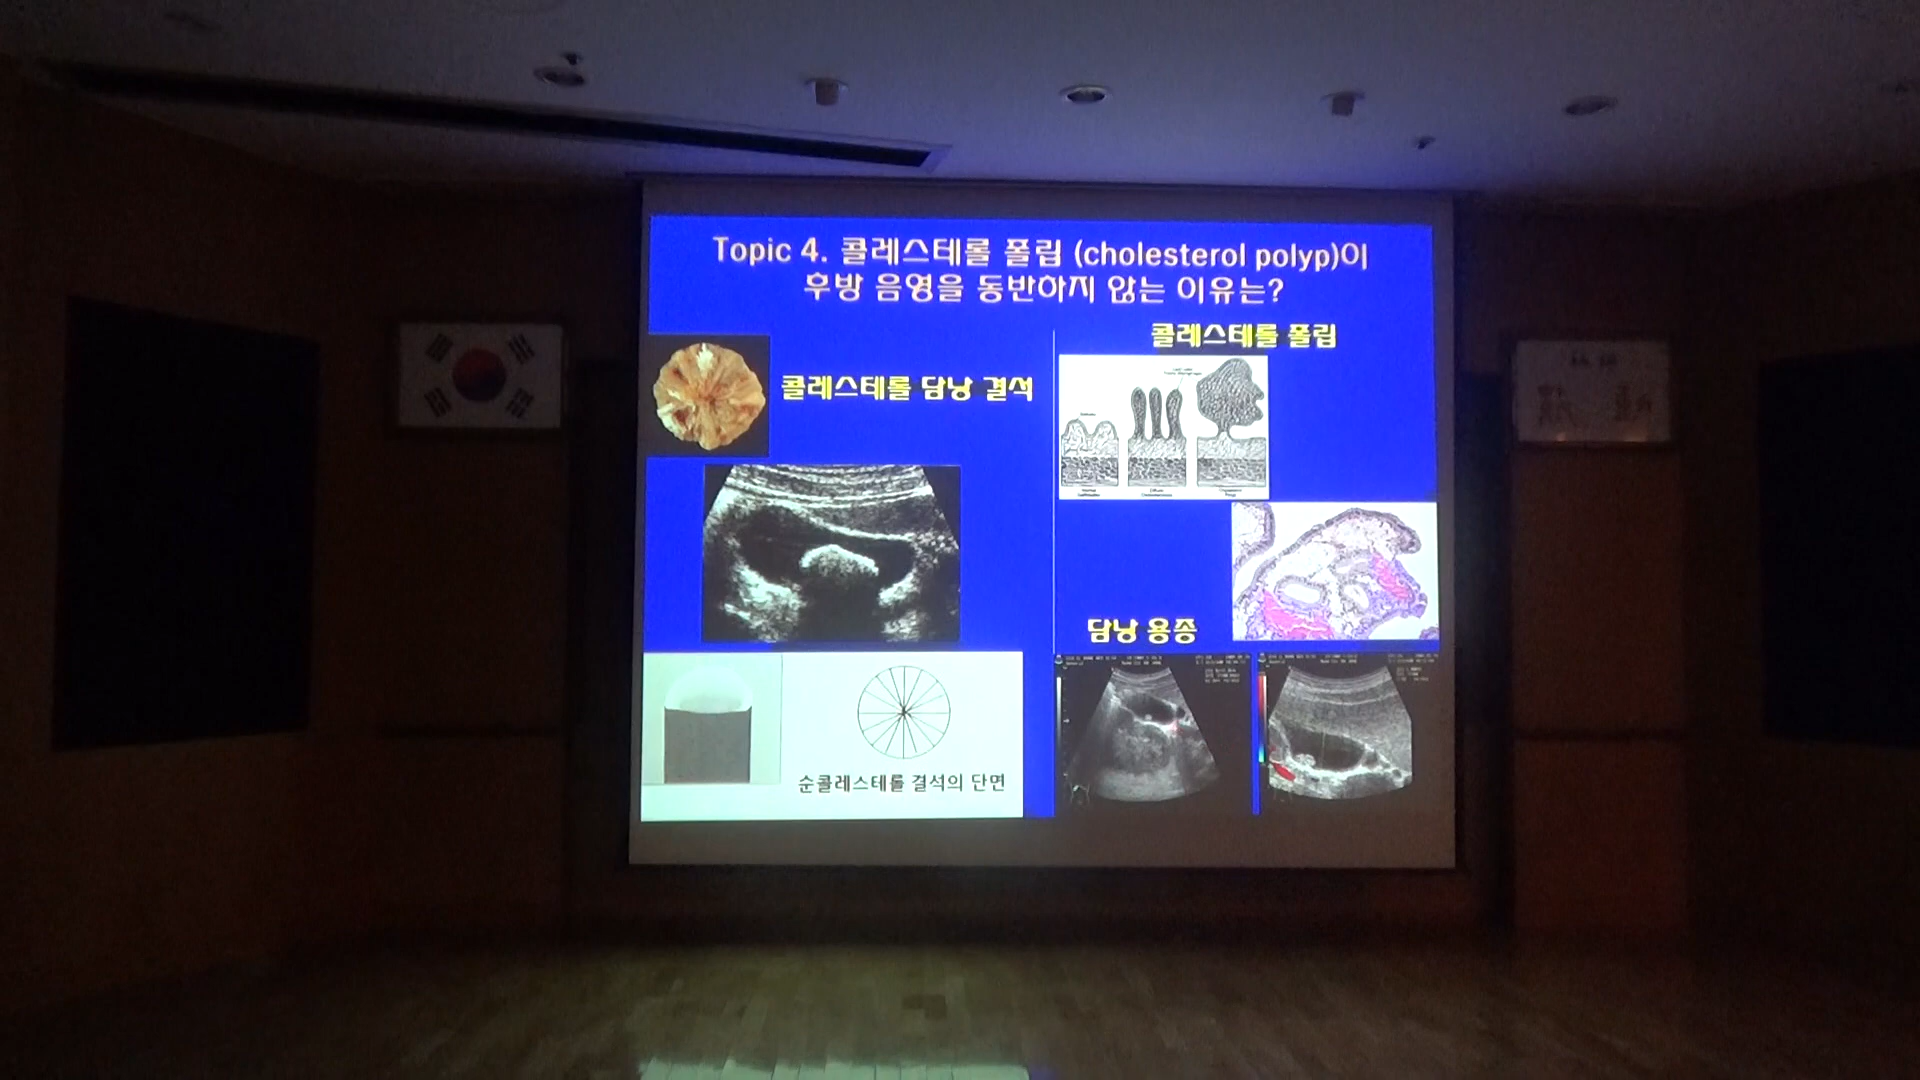 Topic 4. 콜레스테롤 폴립 (cholesterol polyp)이
후방 음영을 동반하지 않는 이유는?
콜레스테롤 담낭 결석
콜레스테롤 폴립
담낭 용종
순콜레스테롤 결석의 단면